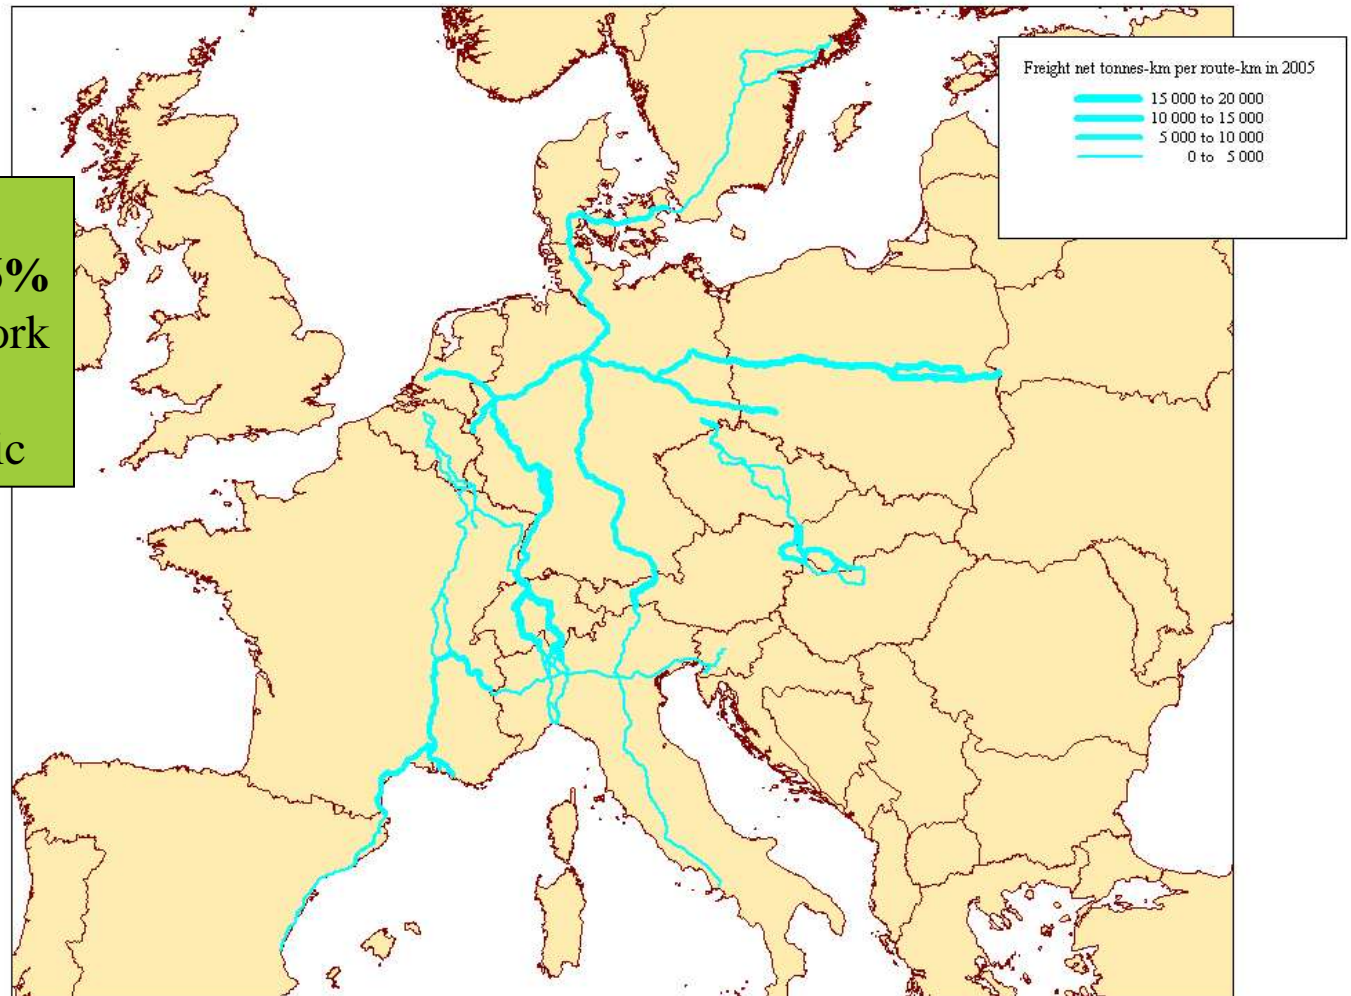 Freight net tonnes-km per route-km in 2005
15 000 to 20 000
10 000 to 15 000
5 000 to 10 000
0 to 5 000
%